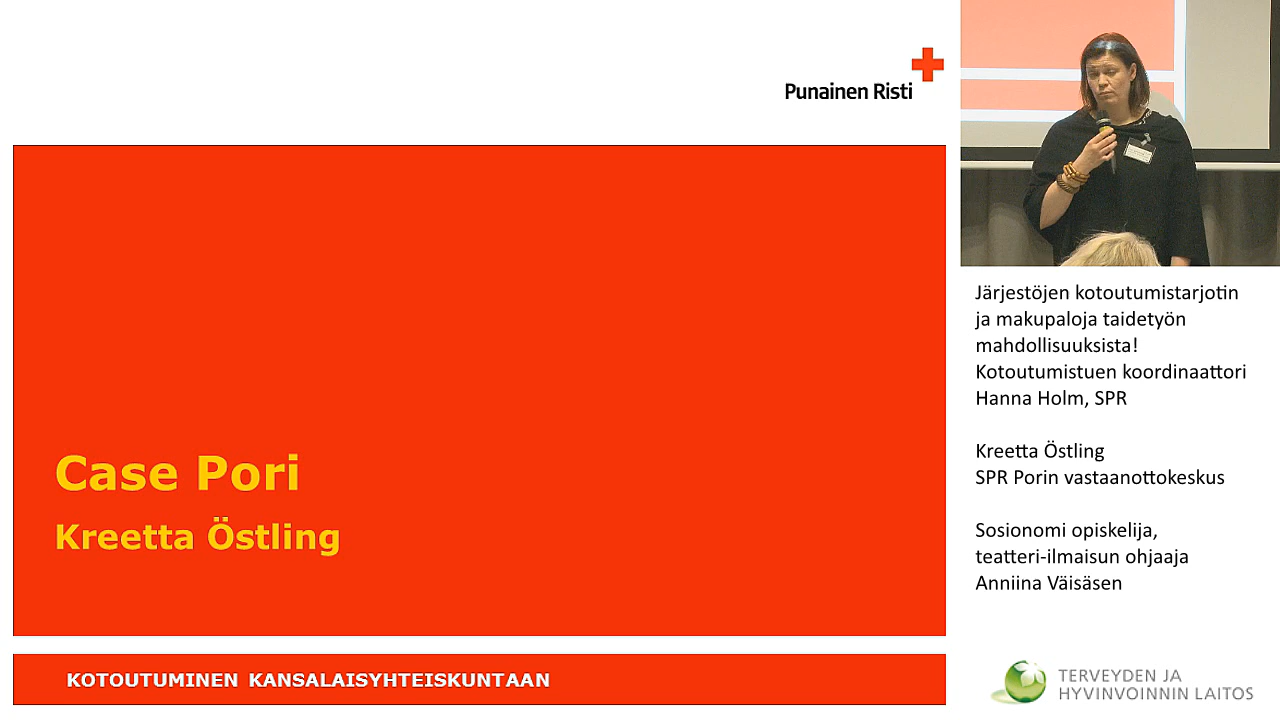 Punainen Risti
Case Pori
Kreetta Östling
KOTOUTUMINEN KANSALAISYHTEISKUNTAAN
Järjestöjen kotoutumistarjotin
ja makupaloja taidetyön
mahdollisuuksista!
Kotoutumistuen koordinaattori
Hanna Holm, SPR
Kreetta Östling
SPR Porin vastaanottokeskus
Sosionomi opiskelija,
teatteri-ilmaisun ohjaaja
Anniina Väisäsen
TERVEYDEN JA
HYVINVOINNIN LAITOS